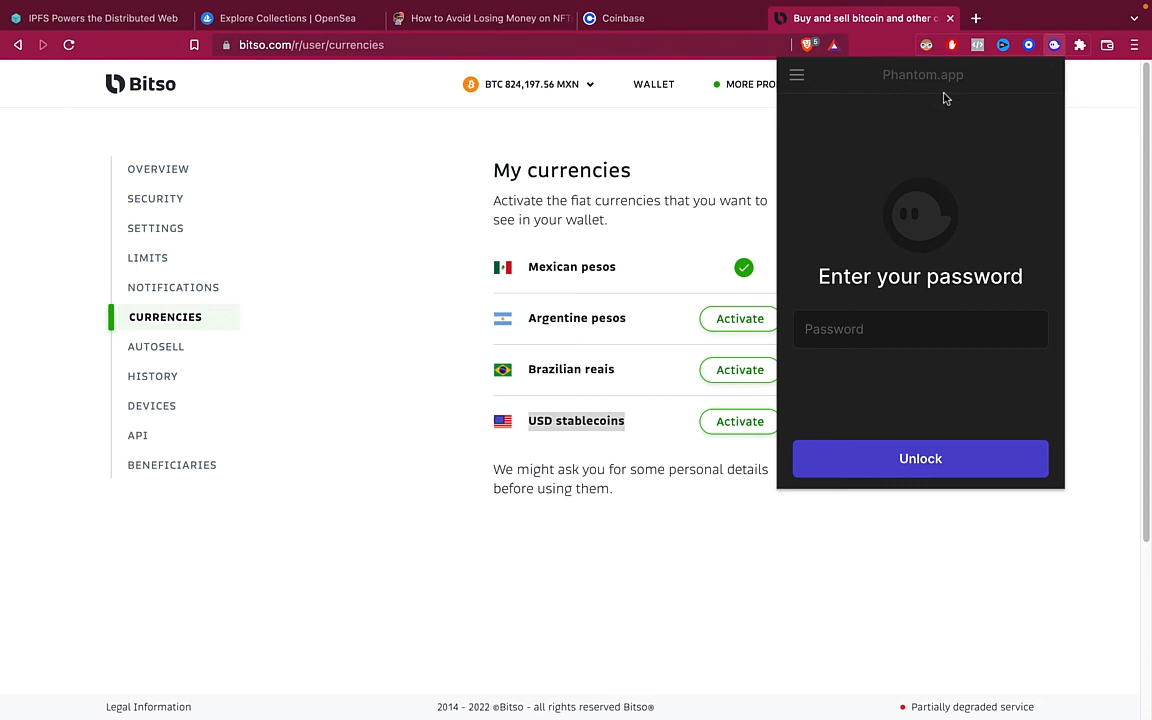 IPFS Powers the Distributed Web
Explore Collections | OpenSea
How to Avoid Losing Money on NFT
Coinbase
Buy and sell bitcoin and other c
bitso.com/r/user/currencies
5
Bitso
BTC 824,197.56 MXN
WALLET
MORE PRO
Phantom.app
OVERVIEW
SECURITY
SETTINGS
LIMITS
NOTIFICATIONS
CURRENCIES
AUTOSELL
HISTORY
DEVICES
API
BENEFICIARIES
My currencies
Activate the fiat currencies that you want to
see in your wallet.
Mexican pesos
Argentine pesos
Activate
Brazilian reais
Activate
USD stablecoins
Activate
We might ask you for some personal details
before using them.
Enter your password
Password
Unlock
Legal Information
2014 - 2022 ©Bitso - all rights reserved Bitso®
Partially degraded service